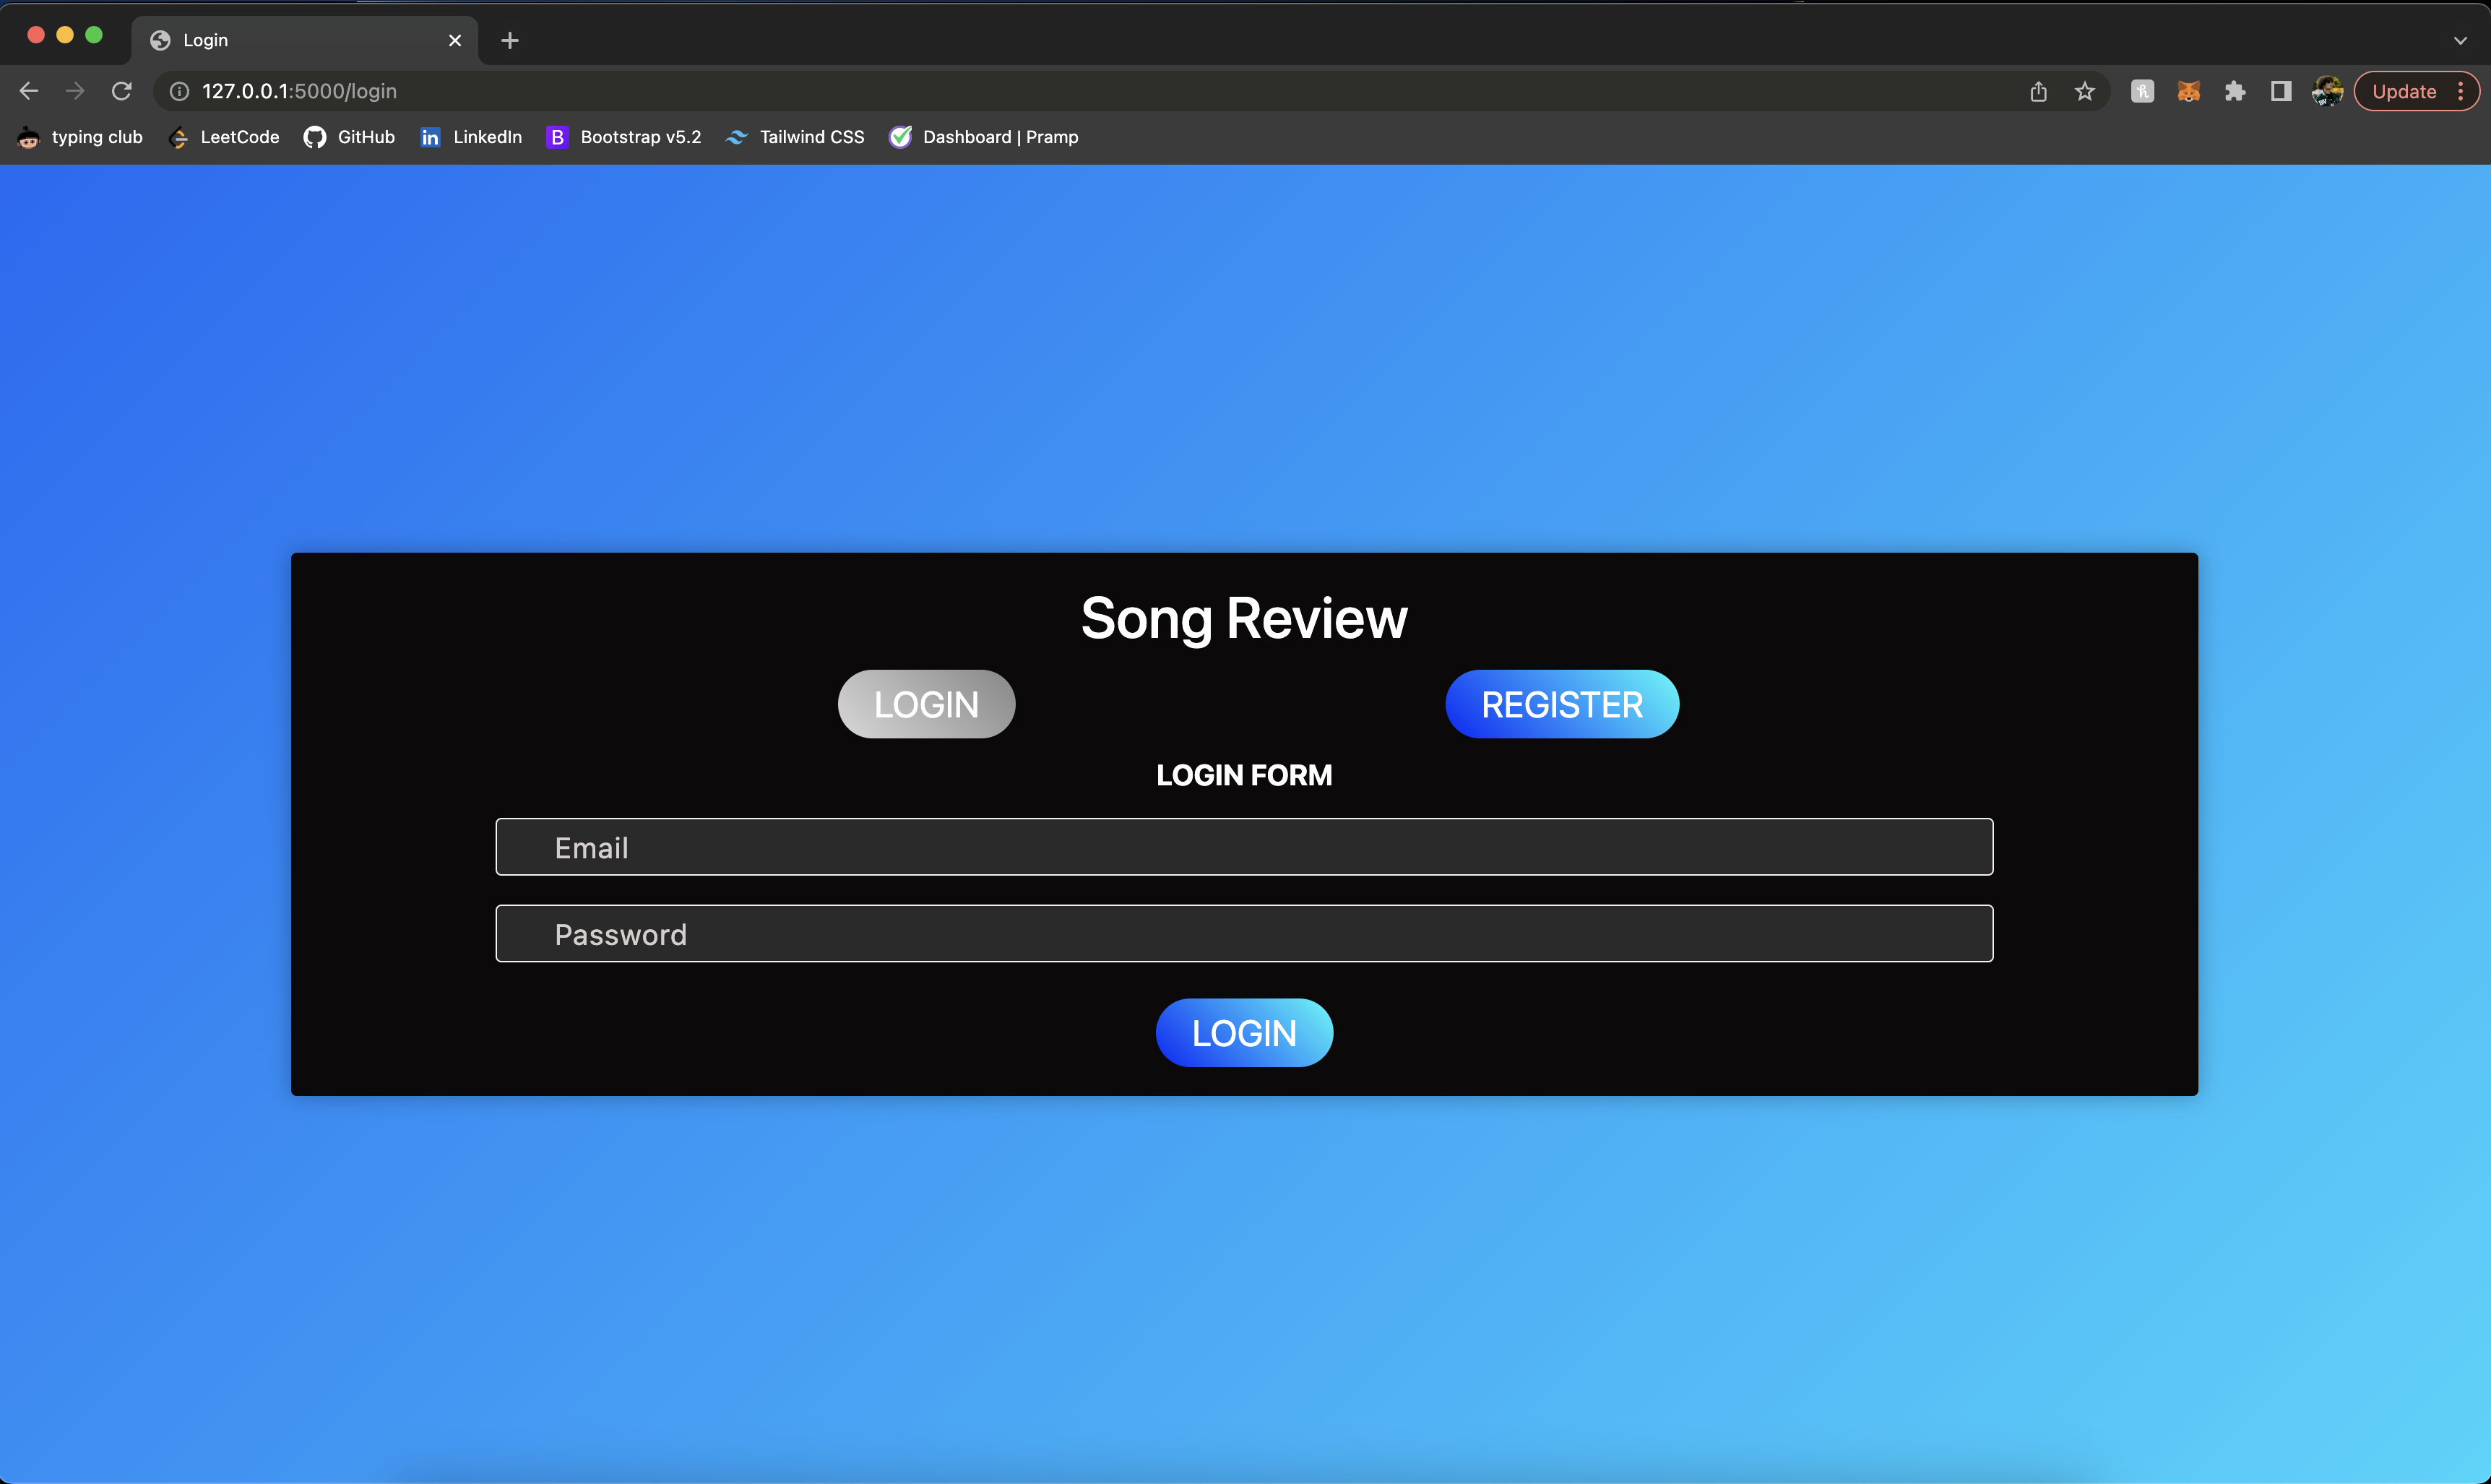 Login
127.0.0.1:5000/login
Update
typing club LeetCode GitHub in LinkedIn B Bootstrap v5.2 Tailwind CSS Dashboard | Pramp
Song Review
LOGIN REGISTER
LOGIN FORM
Email
Password
LOGIN